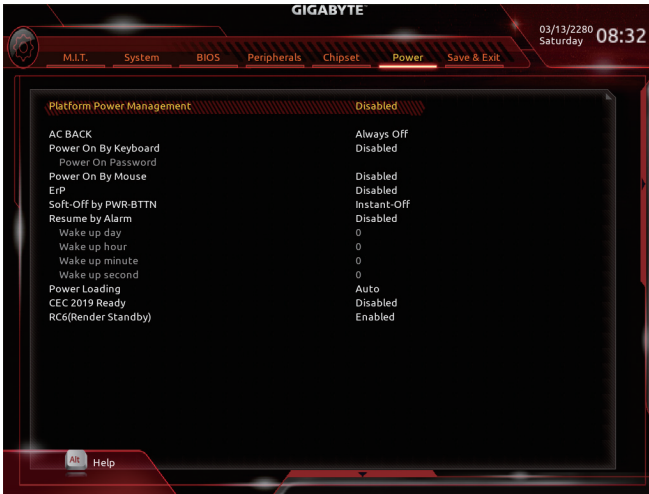 GIGABYTE™
03/13/2280 08:32
Saturday
M.I.T. System BIOS Peripherals Chipset Power Save & Exit
Platform Power Management Disabled
AC BACK Always Off
Power On By Keyboard Disabled
Power On Password
Power On By Mouse Disabled
ErP Disabled
Soft-Off by PWR-BTTN Instant-Off
Resume by Alarm Disabled
Wake up day 0
Wake up hour 0
Wake up minute 0
Wake up second 0
Power Loading Auto
CEC 2019 Ready Disabled
RC6(Render Standby) Enabled
Alt Help